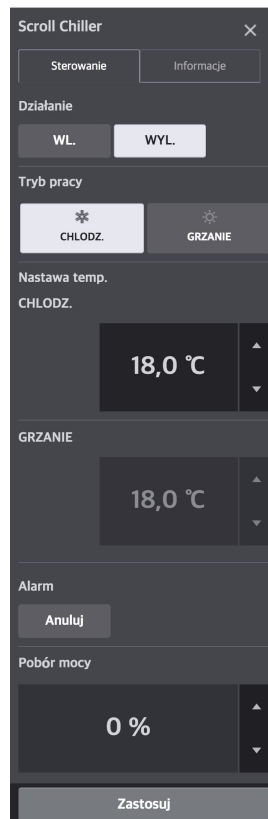 Scroll Chiller
Sterowanie Informacje
Działanie
WL. WYL.
Tryb pracy
CHLODZ. GRZANIE
Nastawa temp.
CHLODZ.
18,0 °C
GRZANIE
18,0 °C
Alarm
Anuluj
Pobór mocy
0 %
Zastosuj